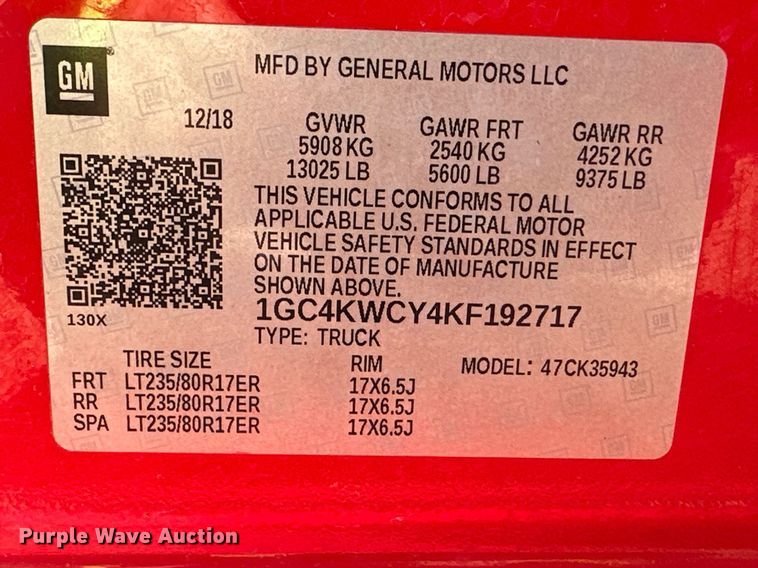 GM
MFD BY GENERAL MOTORS LLC
12/18 GVWR GAWR FRT GAWR RR
5908 KG 2540 KG 4252 KG
13025 LB 5600 LB 9375 LB
THIS VEHICLE CONFORMS TO ALL
APPLICABLE U.S. FEDERAL MOTOR
VEHICLE SAFETY STANDARDS IN EFFECT
ON THE DATE OF MANUFACTURE
SHOWN ABOVE.
130X
1GC4KWCY4KF192717
TYPE: TRUCK
TIRE SIZE RIM MODEL: 47CK35943
FRT LT235/80R17ER 17X6.5J
RR LT235/80R17ER 17X6.5J
SPA LT235/80R17ER 17X6.5J
Purple Wave Auction